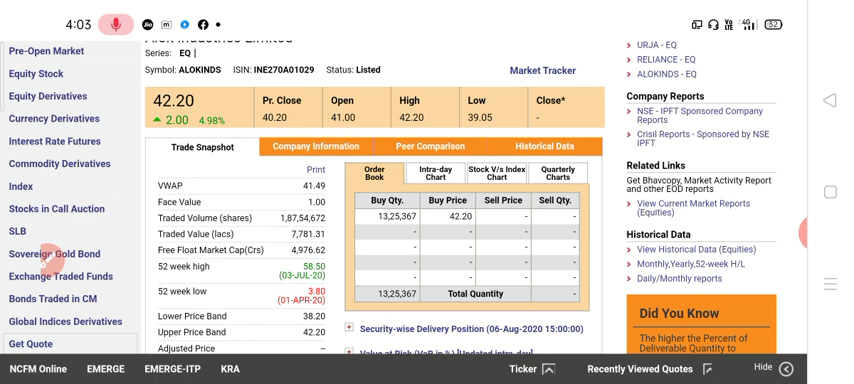 4:03
Jio
m
4G
52
Pre-Open Market
Equity Stock
Equity Derivatives
Currency Derivatives
Interest Rate Futures
Commodity Derivatives
Index
Stocks in Call Auction
SLB
Sovereign Gold Bond
Exchange Traded Funds
Bonds Traded in CM
Global Indices Derivatives
Get Quote
Series: EQ |
Symbol: ALOKINDS ISIN: INE270A01029 Status: Listed
Market Tracker
42.20
2.00 4.98%
Pr. Close Open High Low Close*
40.20 41.00 42.20 39.05 -
Trade Snapshot Company Information Peer Comparison Historical Data
Print
VWAP 41.49
Face Value 1.00
Traded Volume (shares) 1,87,54,672
Traded Value (lacs) 7,781.31
Free Float Market Cap(Crs) 4,976.62
52 week high 58.50
(03-JUL-20)
52 week low 3.80
(01-APR-20)
Lower Price Band 38.20
Upper Price Band 42.20
Adjusted Price --
Order
Book
Intra-day
Chart
Stock V/s Index
Chart
Quarterly
Charts
Buy Qty. Buy Price Sell Price Sell Qty.
13,25,367 42.20 - -
- - - -
- - - -
- - - -
- - - -
13,25,367 Total Quantity -
Security-wise Delivery Position (06-Aug-2020 15:00:00)
URJA - EQ
RELIANCE - EQ
ALOKINDS - EQ
Company Reports
NSE - IPFT Sponsored Company
Reports
Crisil Reports - Sponsored by NSE
IPFT
Related Links
Get Bhavcopy, Market Activity Report
and other EOD reports
View Current Market Reports
(Equities)
Historical Data
View Historical Data (Equities)
Monthly,Yearly,52-week H/L
Daily/Monthly reports
Did You Know
The higher the Percent of
Deliverable Quantity to
NCFM Online EMERGE EMERGE-ITP KRA
Ticker Recently Viewed Quotes Hide